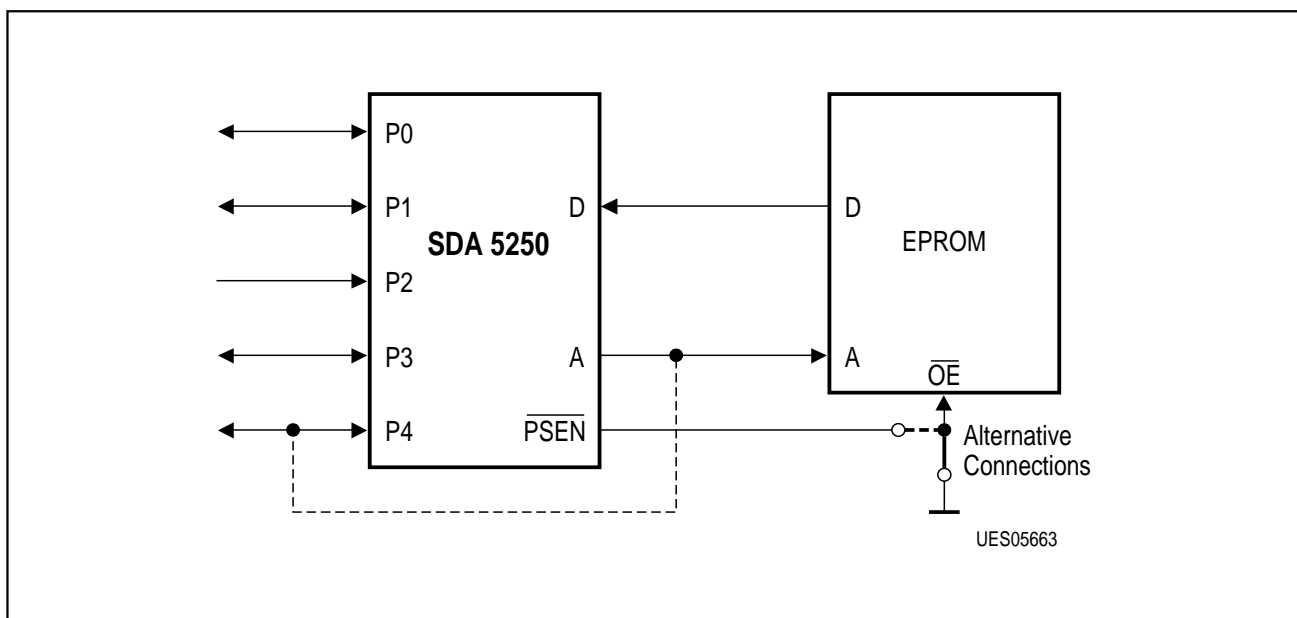 P0
P1
D
D
SDA 5250
EPROM
P2
P3
A
A
OE
P4
PSEN
Alternative
Connections
UES05663